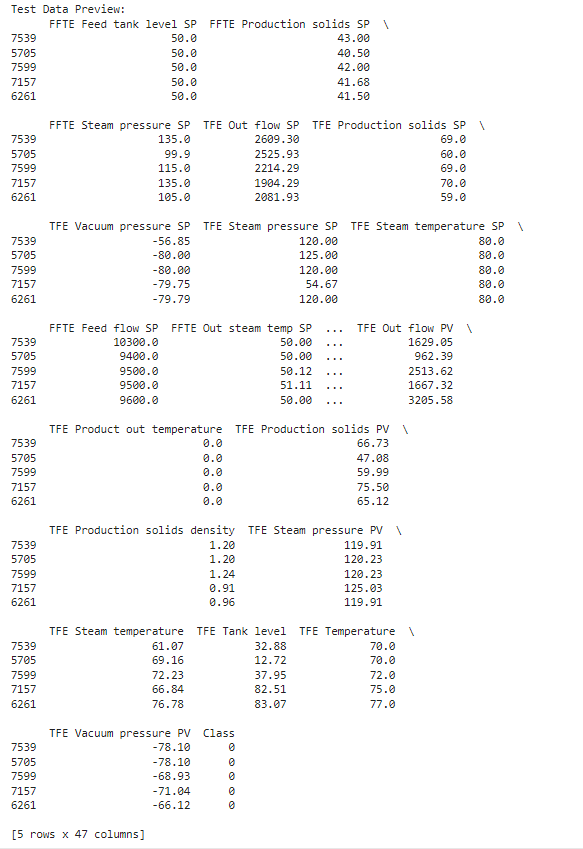 Test Data Preview:
      FFTE Feed tank level SP  FFTE Production solids SP  \
7539                     50.0                      43.00
5705                     50.0                      40.50
7599                     50.0                      42.00
7157                     50.0                      41.68
6261                     50.0                      41.50

      FFTE Steam pressure SP  TFE Out flow SP  TFE Production solids SP  \
7539                   135.0          2609.30                      69.0
5705                    99.9          2525.93                      60.0
7599                   115.0          2214.29                      69.0
7157                   135.0          1904.29                      70.0
6261                   105.0          2081.93                      59.0

      TFE Vacuum pressure SP  TFE Steam pressure SP  TFE Steam temperature SP  \
7539                  -56.85                 120.00                      80.0
5705                  -80.00                 125.00                      80.0
7599                  -80.00                 120.00                      80.0
7157                  -79.75                  54.67                      80.0
6261                  -79.79                 120.00                      80.0

      FFTE Feed flow SP  FFTE Out steam temp SP  ...  TFE Out flow PV  \
7539            10300.0                   50.00  ...          1629.05
5705             9400.0                   50.00  ...           962.39
7599             9500.0                   50.12  ...          2513.62
7157             9500.0                   51.11  ...          1667.32
6261             9600.0                   50.00  ...          3205.58

      TFE Product out temperature  TFE Production solids PV  \
7539                          0.0                     66.73
5705                          0.0                     47.08
7599                          0.0                     59.99
7157                          0.0                     75.50
6261                          0.0                     65.12

      TFE Production solids density  TFE Steam pressure PV  \
7539                           1.20                 119.91
5705                           1.20                 120.23
7599                           1.24                 120.23
7157                           0.91                 125.03
6261                           0.96                 119.91

      TFE Steam temperature  TFE Tank level  TFE Temperature  \
7539                  61.07           32.88             70.0
5705                  69.16           12.72             70.0
7599                  72.23           37.95             72.0
7157                  66.84           82.51             75.0
6261                  76.78           83.07             77.0

      TFE Vacuum pressure PV  Class
7539                  -78.10      0
5705                  -78.10      0
7599                  -68.93      0
7157                  -71.04      0
6261                  -66.12      0

[5 rows x 47 columns]